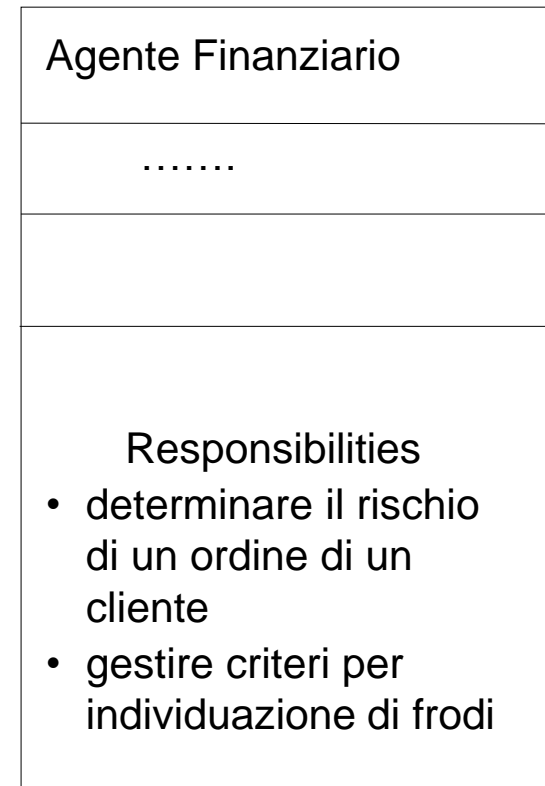 Agente Finanziario
…….
Responsibilities
• determinare il rischio
di un ordine di un
cliente
• gestire criteri per
individuazione di frodi